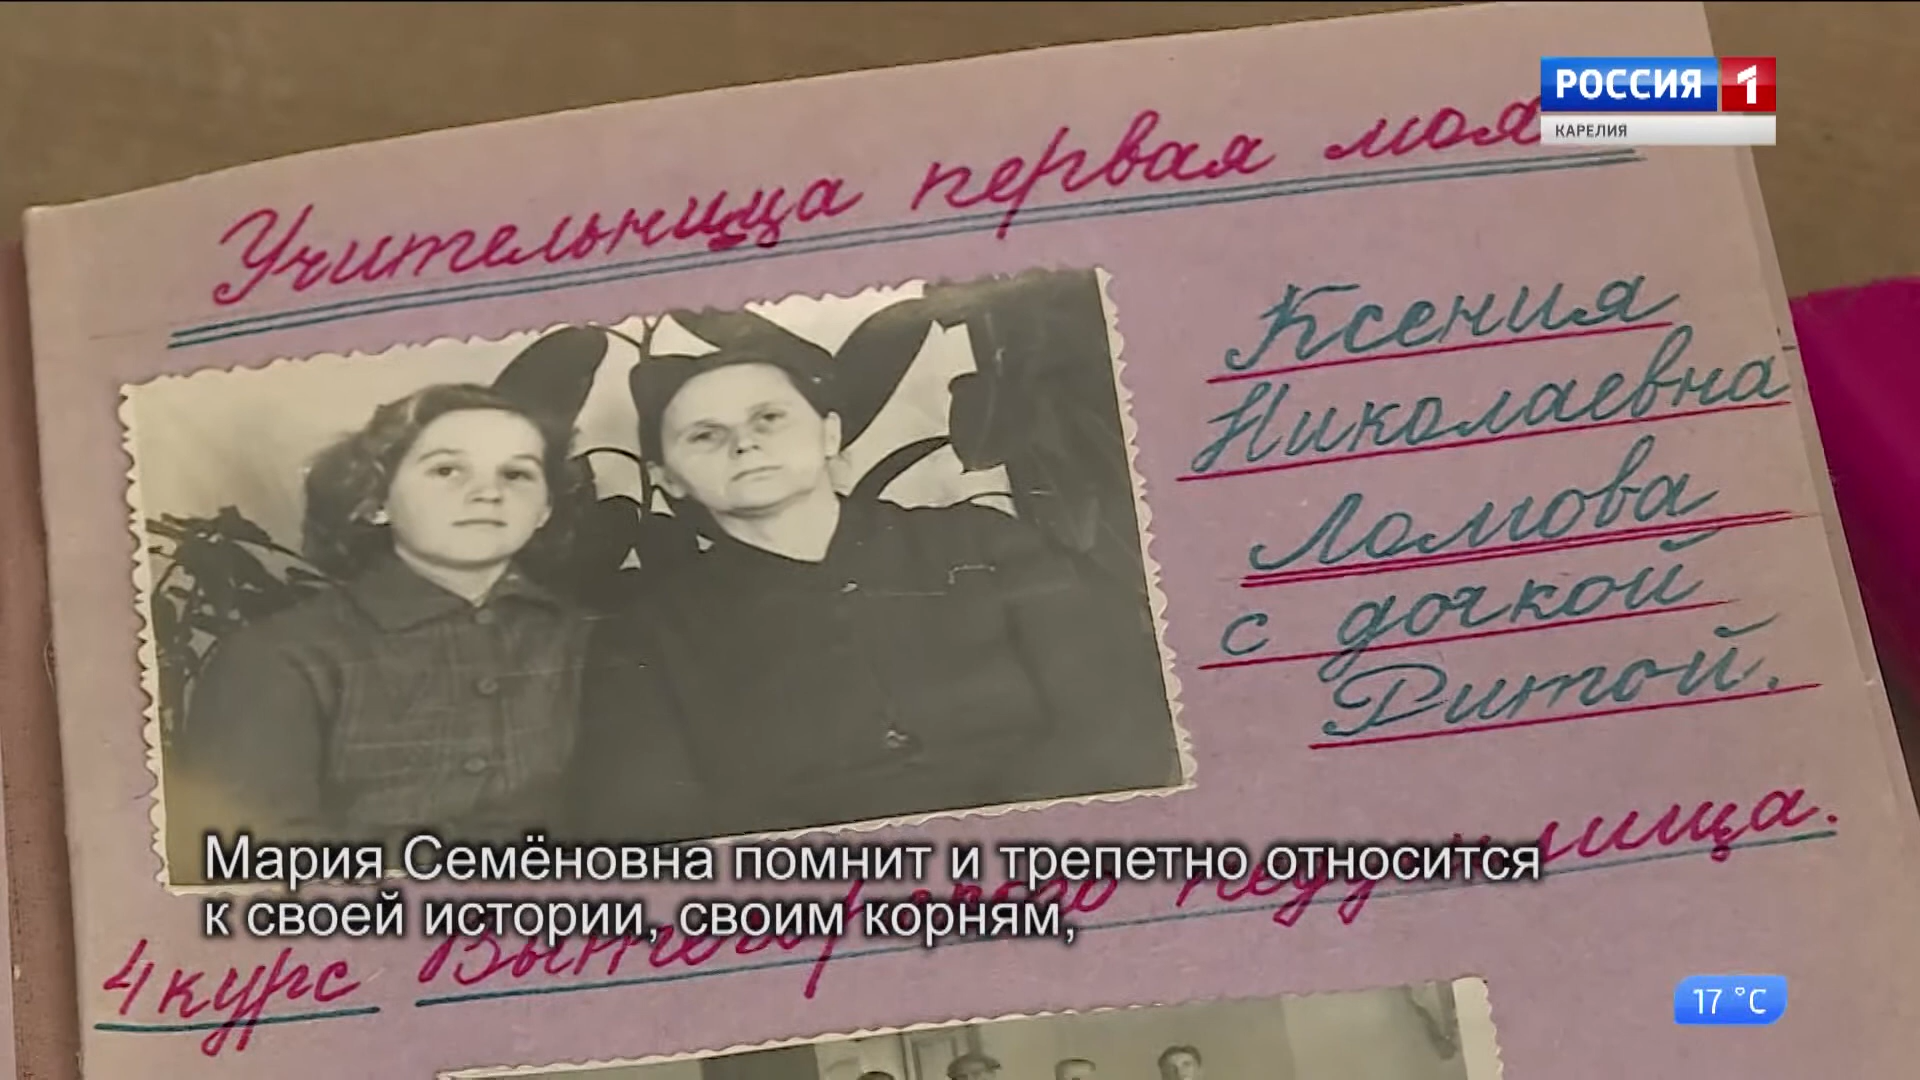 РОССИЯ 1
КАРЕЛИЯ
Учительница первая моя
Ксения
Николаевна
Ломова
с дочкой
Ритой.
Мария Семёновна помнит и трепетно относится
к своей истории, своим корням,
4 курс
17 °C